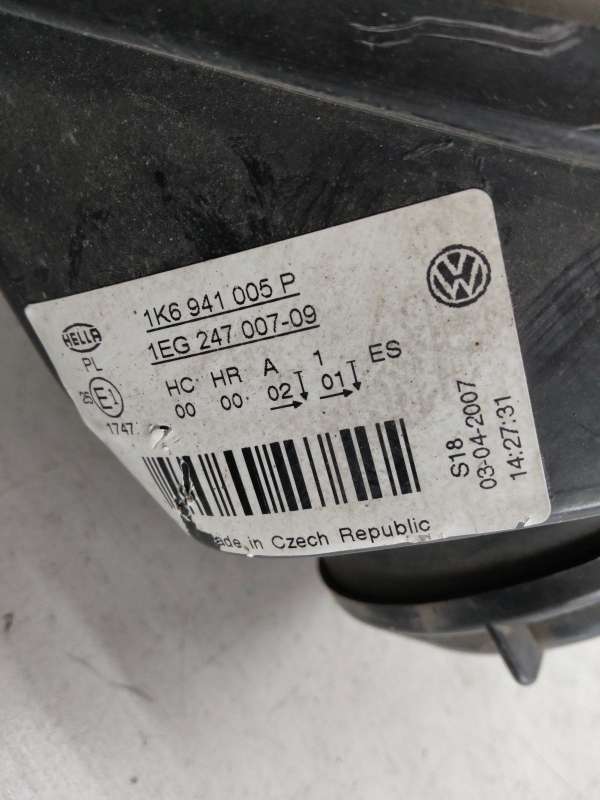 1K6 941 005 P
1EG 247 007-09
HELLA
PL
E1
HC HR A 1 ES
00 00 02 01
1747
S18
03-04-2007
14:27:31
in Czech Republic
VW